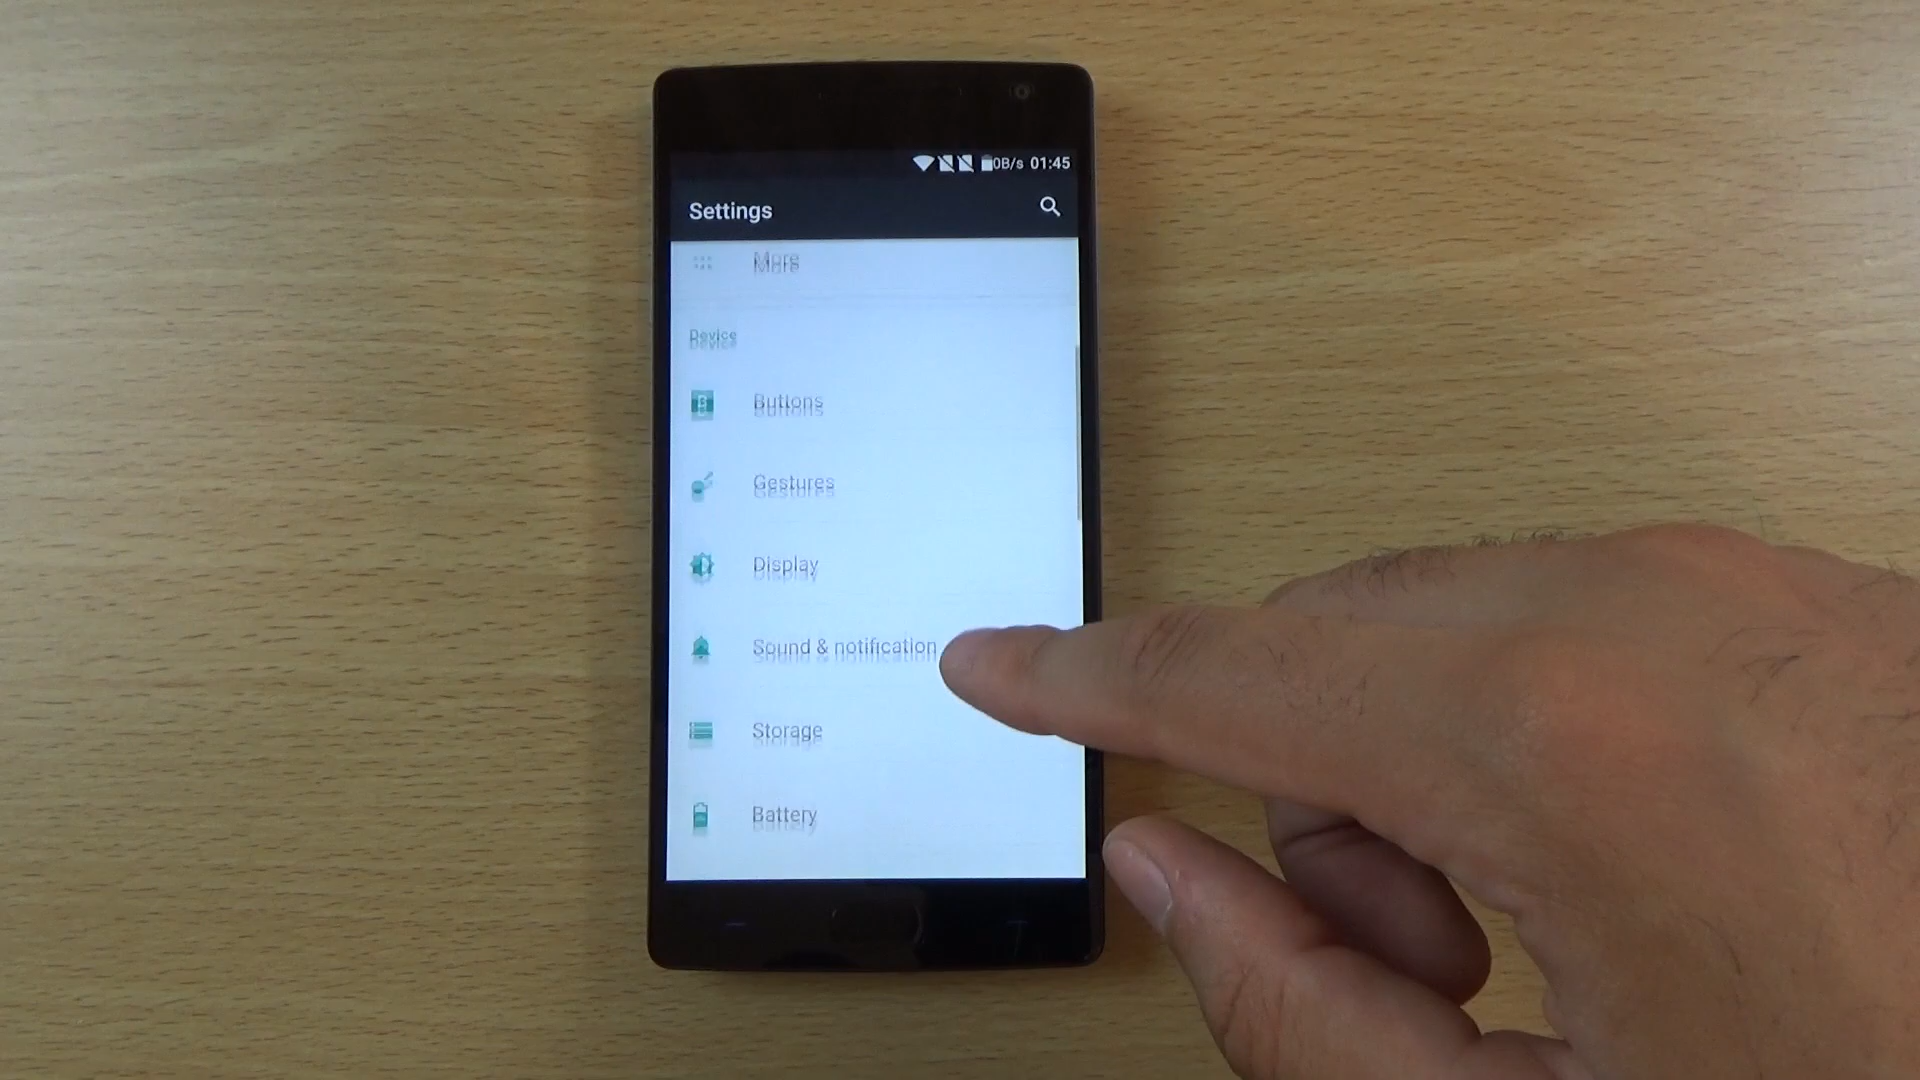 0B/s 01:45
Settings
More
Device
Buttons
Gestures
Display
Sound & notification
Storage
Battery